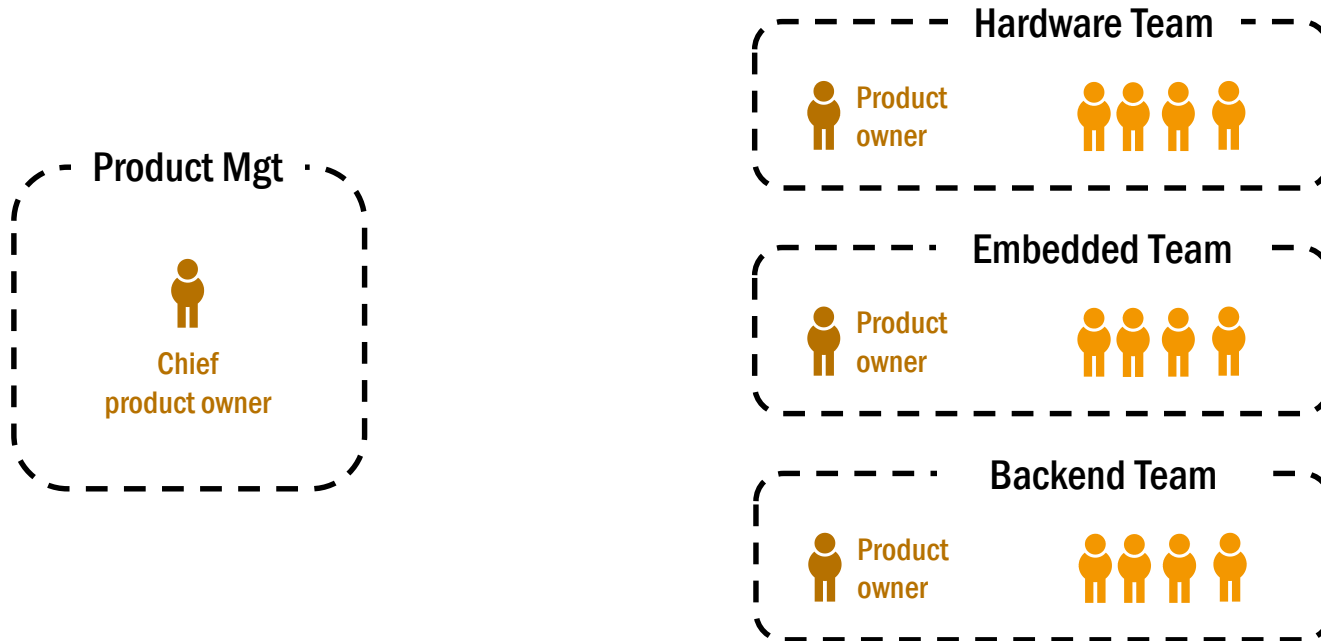 Product Mgt
Chief
product owner
Hardware Team
Product
owner
Embedded Team
Product
owner
Backend Team
Product
owner